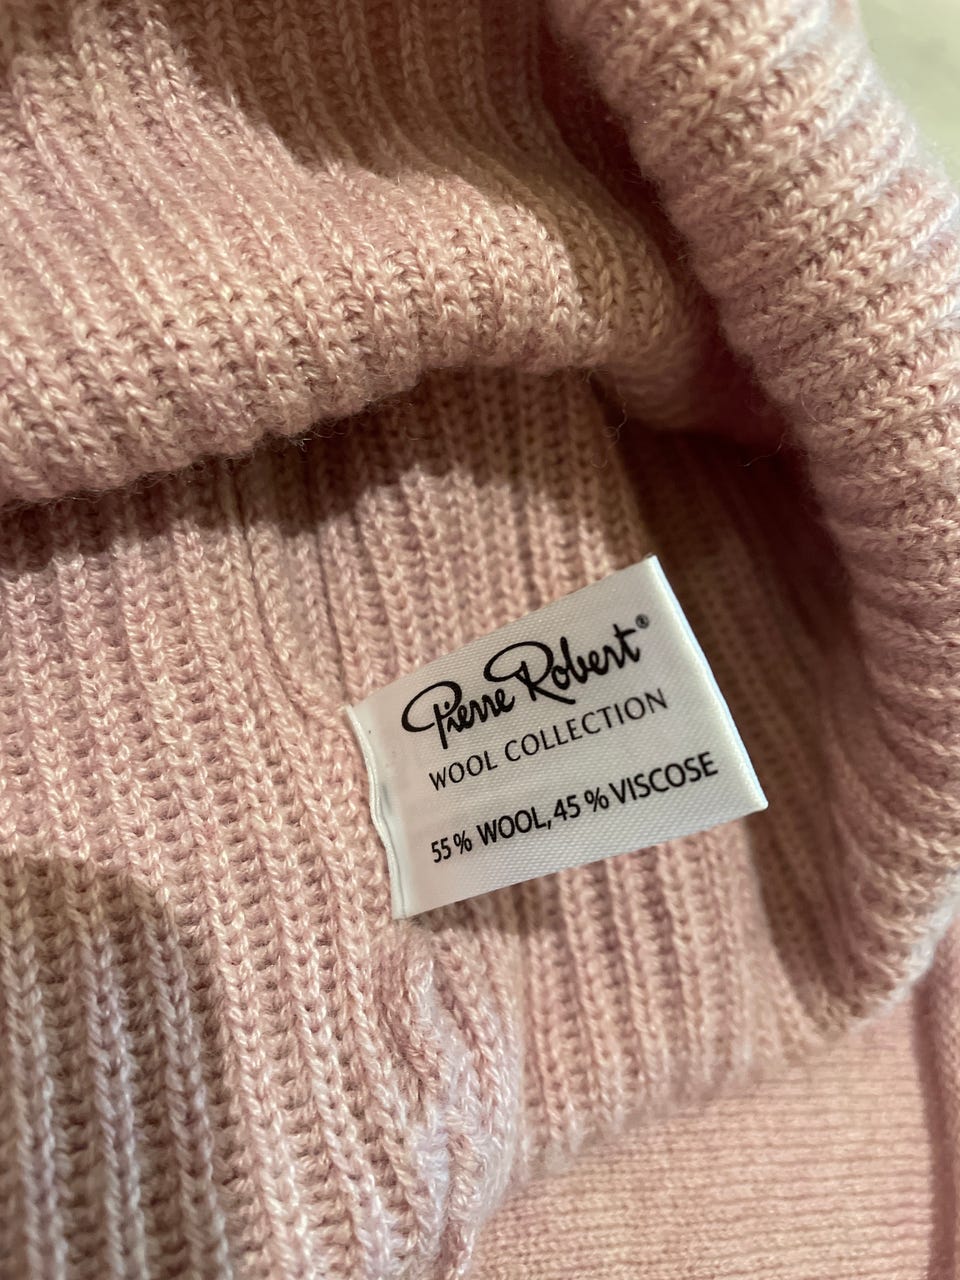 Pierre Robert®
WOOL COLLECTION
55% WOOL, 45 % VISCOSE